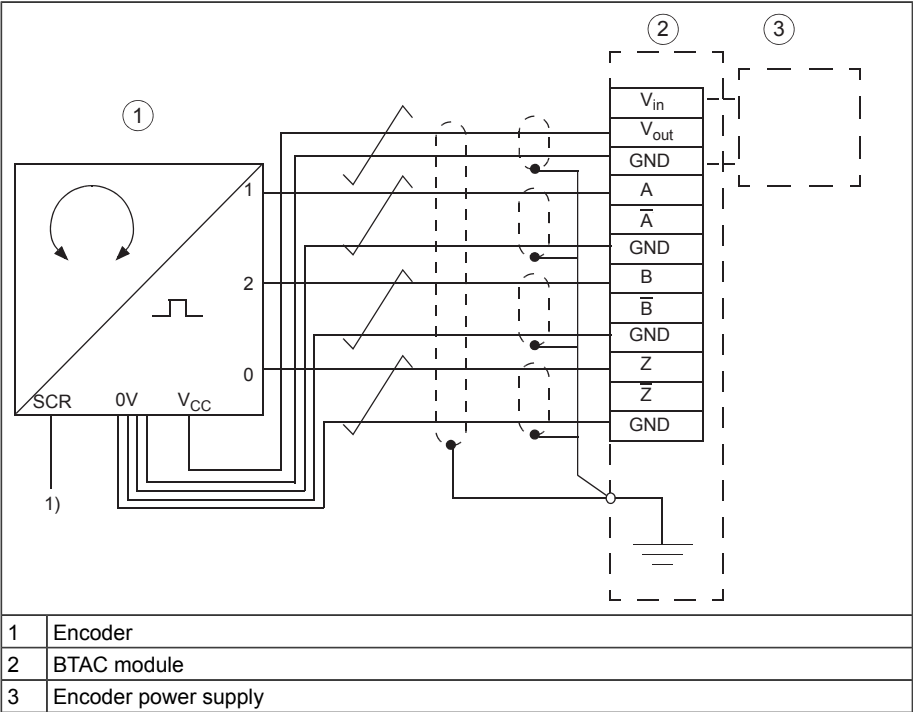 2 3
1
V_in
V_out
GND
A
A̅
GND
B
B̅
GND
Z
Z̅
GND
1
2
0
SCR 0V V_CC
1)
1 Encoder
2 BTAC module
3 Encoder power supply